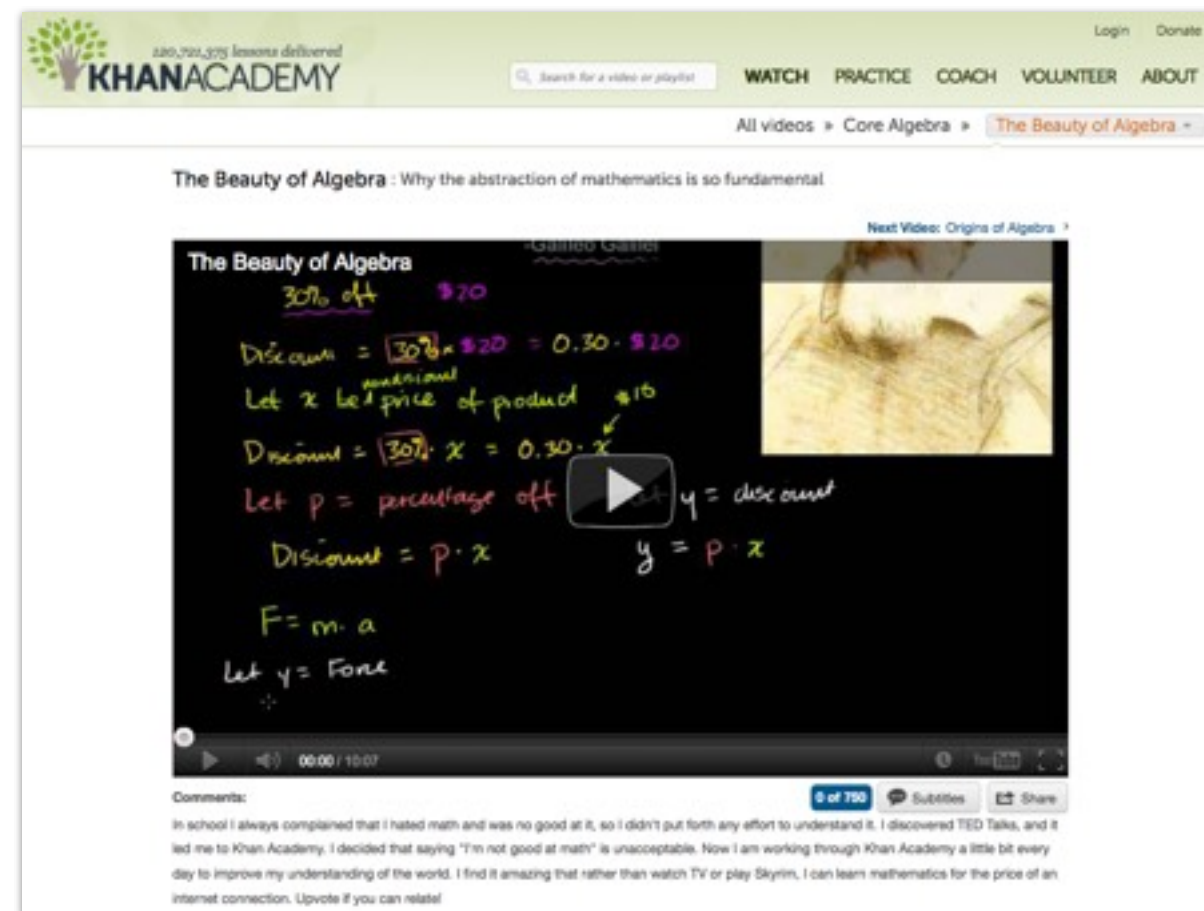 Login Donate
120,721,375 lessons delivered
KHANACADEMY
Search for a video or playlist
WATCH PRACTICE COACH VOLUNTEER ABOUT
All videos » Core Algebra » The Beauty of Algebra
The Beauty of Algebra : Why the abstraction of mathematics is so fundamental
Next Video: Origins of Algebra ›
-Galileo Galilei
The Beauty of Algebra
30% off $20
Discount = 30% × $20 = 0.30 · $20
nondiscount
Let x be price of product $15
Discount = 30% · x = 0.30 · x
Let p = percentage off Let y = discount
Discount = p · x y = p · x
F = m · a
Let y = Force
00:00 / 10:07
YouTube
Comments:
0 of 750 Subtitles Share
In school I always complained that I hated math and was no good at it, so I didn't put forth any effort to understand it. I discovered TED Talks, and it
led me to Khan Academy. I decided that saying "I'm not good at math" is unacceptable. Now I am working through Khan Academy a little bit every
day to improve my understanding of the world. I find it amazing that rather than watch TV or play Skyrim, I can learn mathematics for the price of an
internet connection. Upvote if you can relate!